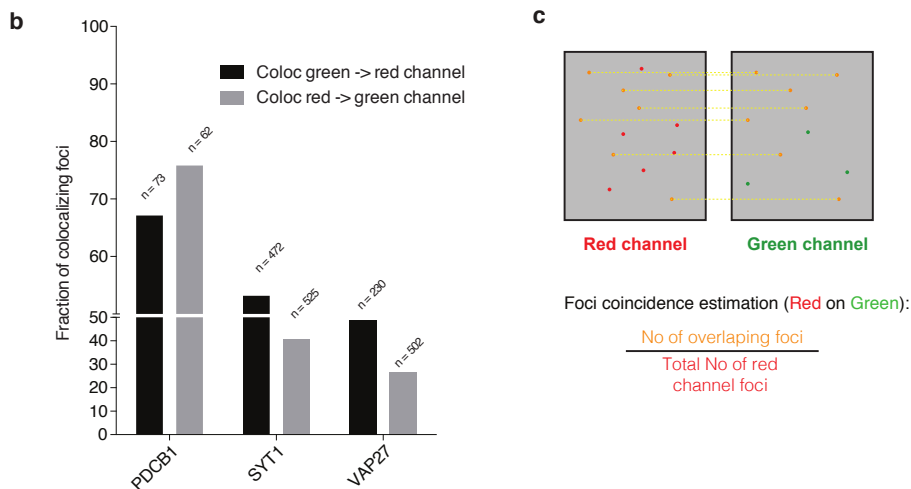 b
Fraction of colocalizing foci
100
90
80
70
60
50
40
30
20
10
0
Coloc green -> red channel
Coloc red -> green channel
n = 73
n = 62
n = 472
n = 525
n = 230
n = 502
PDCB1
SYT1
VAP27
c
Red channel
Green channel
Foci coincidence estimation (Red on Green):
No of overlaping foci
Total No of red
channel foci